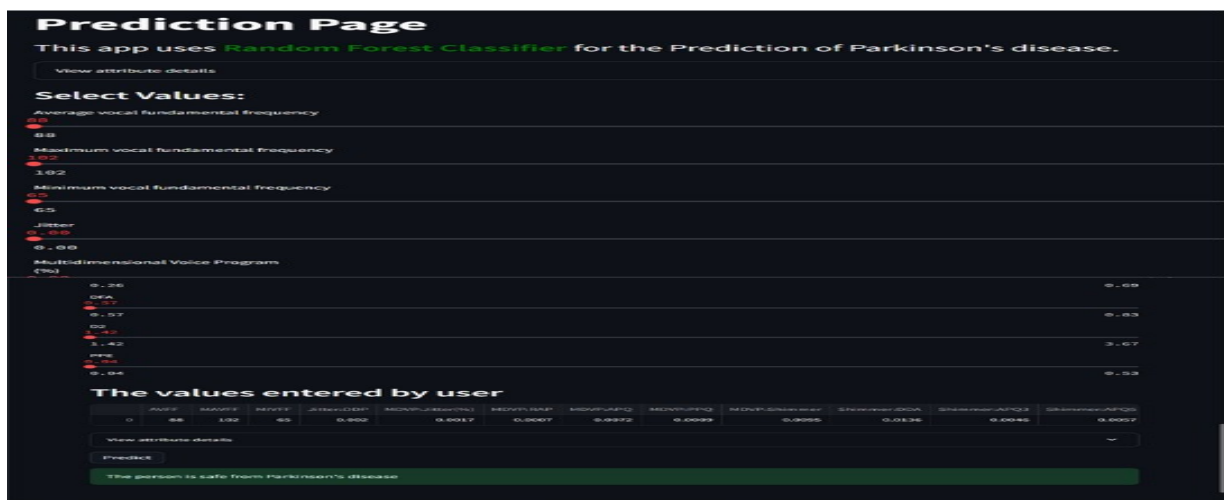 Prediction Page
This app uses Random Forest Classifier for the Prediction of Parkinson's disease.
View attribute details
Select Values:
Average vocal fundamental frequency
88
88
Maximum vocal fundamental frequency
102
102
Minimum vocal fundamental frequency
65
65
Jitter
0.00
0.00
Multidimensional Voice Program
(%)
0.26 0.69
DFA
0.57
0.57 0.83
D2
1.42
1.42 3.67
PPE
0.04
0.04 0.53
The values entered by user
AVFF MAVFF MIVFF Jitter:DDP MDVP:Jitter(%) MDVP:RAP MDVP:APQ MDVP:PPQ MDVP:Shimmer Shimmer:DDA Shimmer:APQ3 Shimmer:APQ5
0 88 102 65 0.002 0.0017 0.0007 0.0072 0.0095 0.0136 0.0046 0.0057
View attribute details
Predict
The person is safe from Parkinson's disease